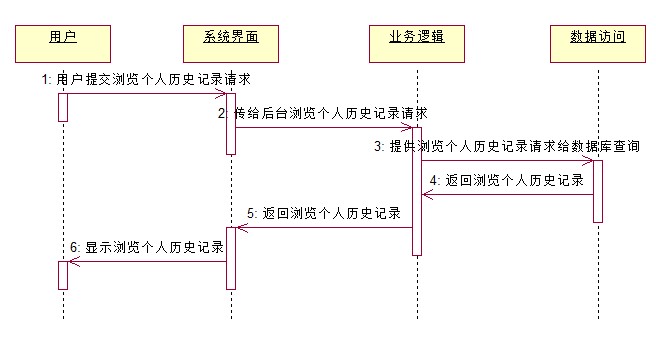 用户
系统界面
业务逻辑
数据访问
1: 用户提交浏览个人历史记录请求
2: 传给后台浏览个人历史记录请求
3: 提供浏览个人历史记录请求给数据库查询
4: 返回浏览个人历史记录
5: 返回浏览个人历史记录
6: 显示浏览个人历史记录